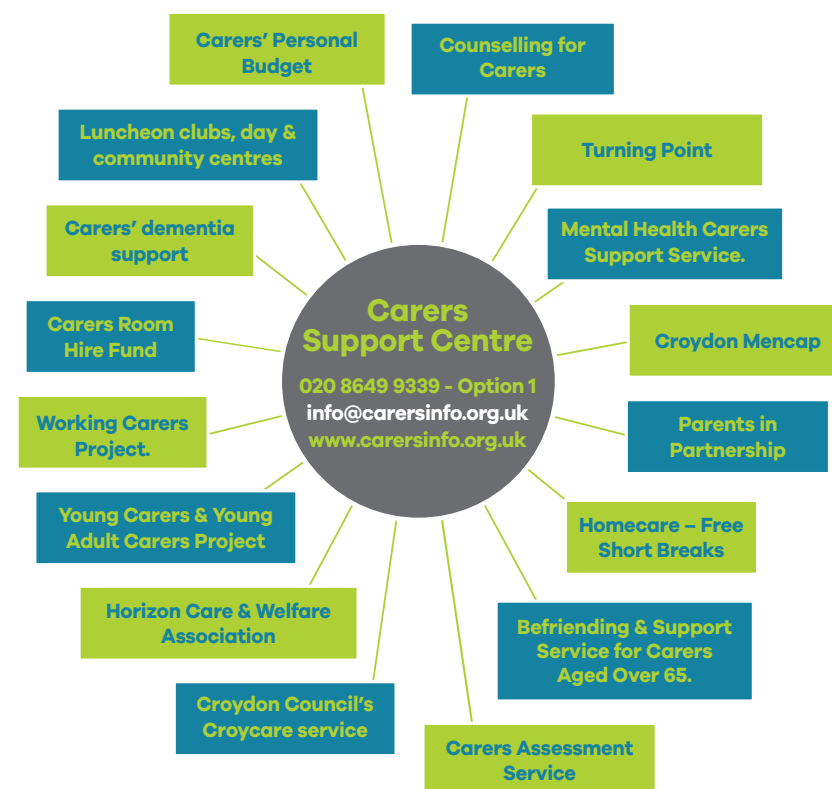 Carers' Personal
Budget
Counselling for
Carers
Luncheon clubs, day &
community centres
Turning Point
Carers' dementia
support
Mental Health Carers
Support Service.
Carers Room
Hire Fund
Carers
Support Centre
020 8649 9339 - Option 1
info@carersinfo.org.uk
www.carersinfo.org.uk
Croydon Mencap
Working Carers
Project.
Parents in
Partnership
Young Carers & Young
Adult Carers Project
Homecare – Free
Short Breaks
Horizon Care & Welfare
Association
Befriending & Support
Service for Carers
Aged Over 65.
Croydon Council's
Croycare service
Carers Assessment
Service